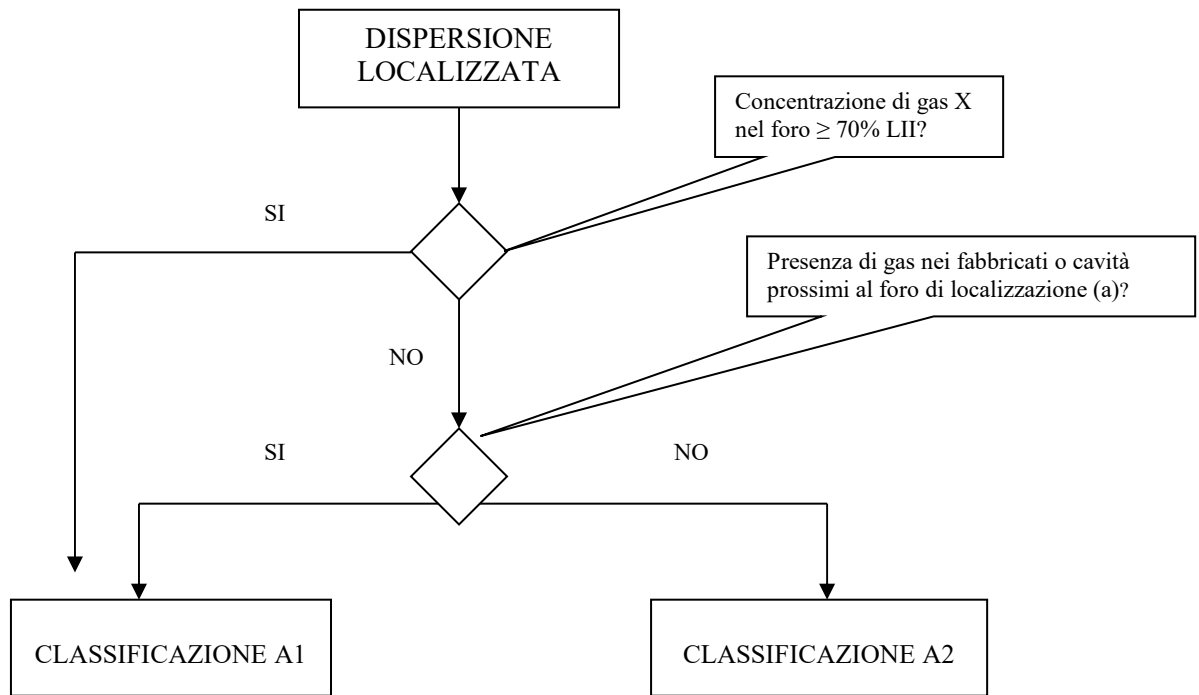 DISPERSIONE
LOCALIZZATA
Concentrazione di gas X
nel foro ≥ 70% LII?
SI
Presenza di gas nei fabbricati o cavità
prossimi al foro di localizzazione (a)?
NO
SI
NO
CLASSIFICAZIONE A1
CLASSIFICAZIONE A2